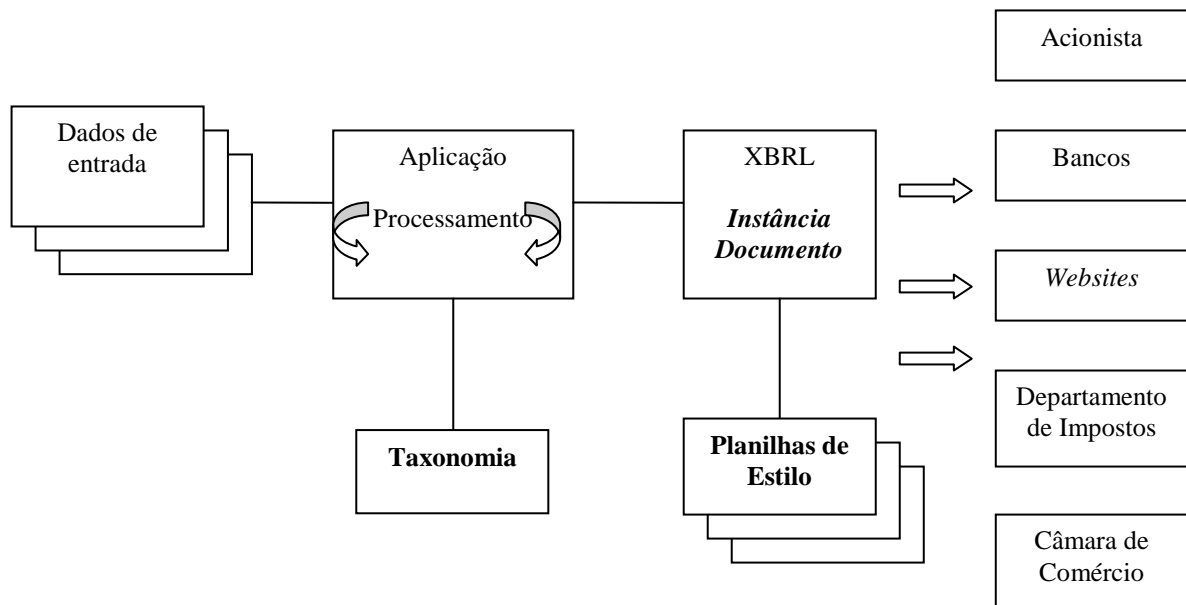 Dados de
entrada
Aplicação
Processamento
Taxonomia
XBRL
Instância
Documento
Planilhas de
Estilo
Acionista
Bancos
Websites
Departamento
de Impostos
Câmara de
Comércio